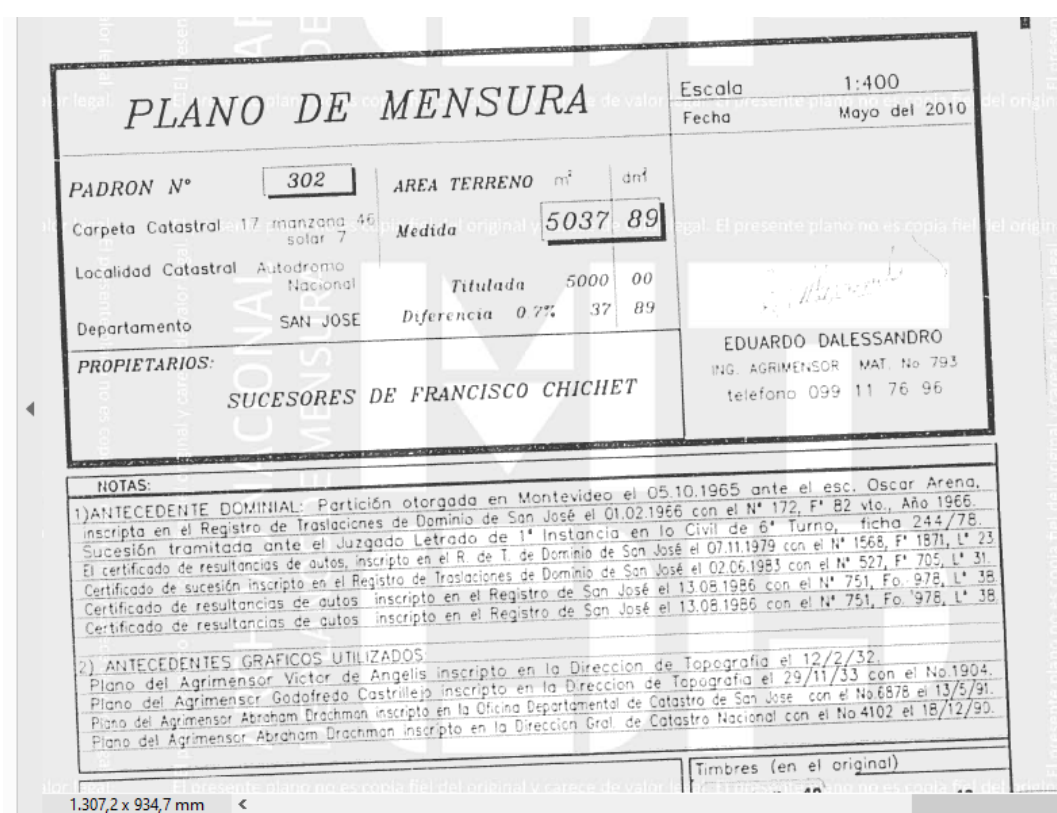 PLANO DE MENSURA
Escala 1:400
Fecha Mayo del 2010
PADRON N° 302
AREA TERRENO m² dm²
Carpeta Catastral 17 manzana 46
solar 7
Medida 5037 89
Localidad Catastral Autodromo
Nacional
Titulada 5000 00
Departamento SAN JOSE
Diferencia 0.7% 37 89
EDUARDO DALESSANDRO
ING. AGRIMENSOR MAT. No 793
telefono 099 11 76 96
PROPIETARIOS:
SUCESORES DE FRANCISCO CHICHET
NOTAS:
1)ANTECEDENTE DOMINIAL: Partición otorgada en Montevideo el 05.10.1965 ante el esc. Oscar Arena,
inscripta en el Registro de Traslaciones de Dominio de San José el 01.02.1966 con el N° 172, F° 82 vto., Año 1966.
Sucesión tramitada ante el Juzgado Letrado de 1° Instancia en lo Civil de 6° Turno, ficha 244/78.
El certificado de resultancias de autos, inscripto en el R. de T. de Dominio de San José el 07.11.1979 con el N° 1568, F° 1871, L° 23
Certificado de sucesión inscripto en el Registro de Traslaciones de Dominio de San José el 02.06.1983 con el N° 527, F° 705, L° 31.
Certificado de resultancias de autos inscripto en el Registro de San José el 13.08.1986 con el N° 751, Fo. 978, L° 38.
Certificado de resultancias de autos inscripto en el Registro de San José el 13.08.1986 con el N° 751, Fo. 978, L° 38.
2) ANTECEDENTES GRAFICOS UTILIZADOS:
Plano del Agrimensor Victor de Angelis inscripto en la Direccion de Topografia el 12/2/32.
Plano del Agrimensor Godofredo Castrillejo inscripto en la Direccion de Topografia el 29/11/33 con el No.1904.
Plano del Agrimensor Abraham Drachman inscripto en la Oficina Departamental de Catastro de San Jose con el No.6878 el 13/5/91.
Plano del Agrimensor Abraham Drachman inscripto en la Direccion Gral. de Catastro Nacional con el No.4102 el 18/12/90.
Timbres (en el original)
1.307,2 x 934,7 mm